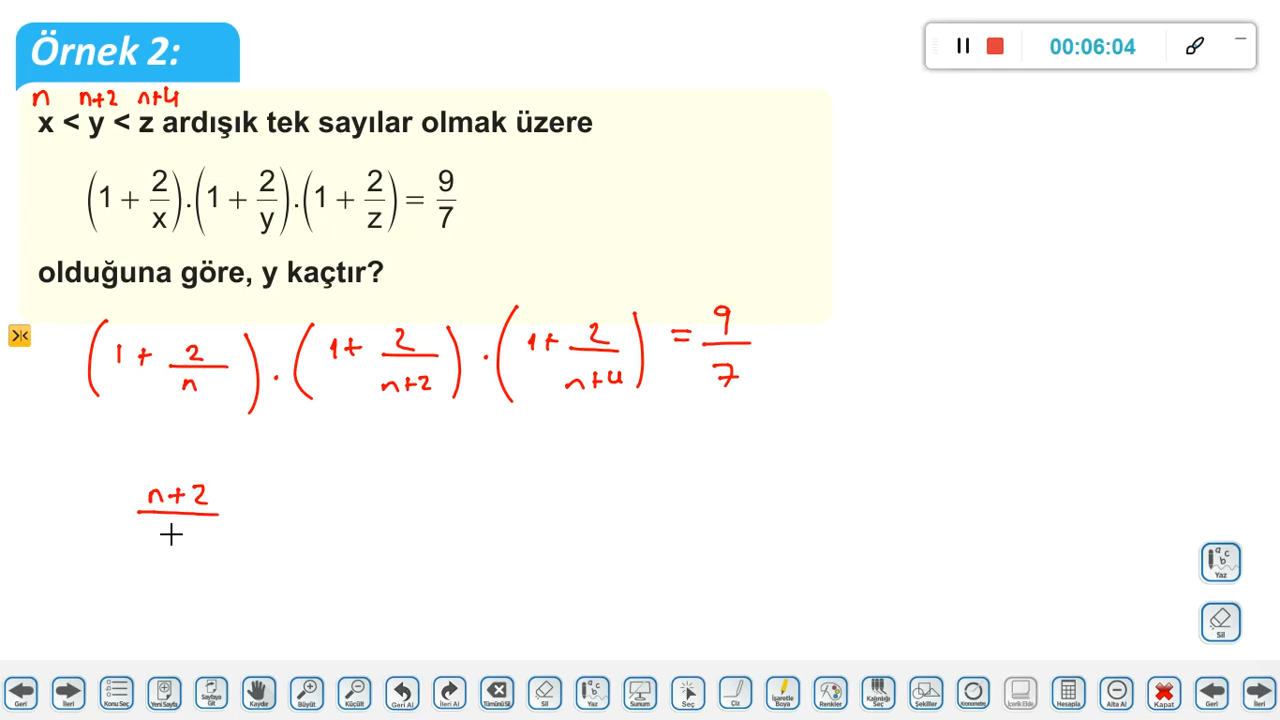 Örnek 2:
00:06:04
n n+2 n+4
x < y < z ardışık tek sayılar olmak üzere
(1 + 2/x).(1 + 2/y).(1 + 2/z) = 9/7
olduğuna göre, y kaçtır?
(1 + 2/n) . (1 + 2/n+2) . (1 + 2/n+4) = 9/7
n+2
a b c
Yaz
Sil
Geri İleri Konu Seç Yeni Sayfa Sayfaya Git Kaydır Büyüt Küçült Geri Al İleri Al Tümünü Sil Sil Yaz Sunum Seç Çiz İşaretle Boya Renkler Kalınlığı Seç Şekiller Kronometre İçerik Ekle Hesapla Alta Al Kapat Geri İleri